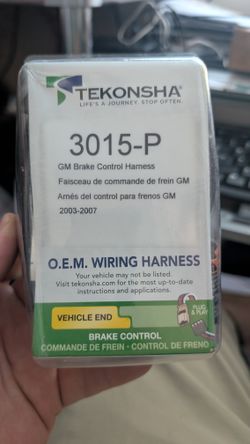 TEKONSHA®
LIFE'S A JOURNEY. STOP OFTEN.
3015-P
GM Brake Control Harness
Faisceau de commande de frein GM
Arnés del control para frenos GM
2003-2007
O.E.M. WIRING HARNESS
Your vehicle may not be listed.
Visit tekonsha.com for the most up-to-date
instructions and applications.
PLUG
& PLAY
VEHICLE END
BRAKE CONTROL
COMMANDE DE FREIN · CONTROL DE FRENO